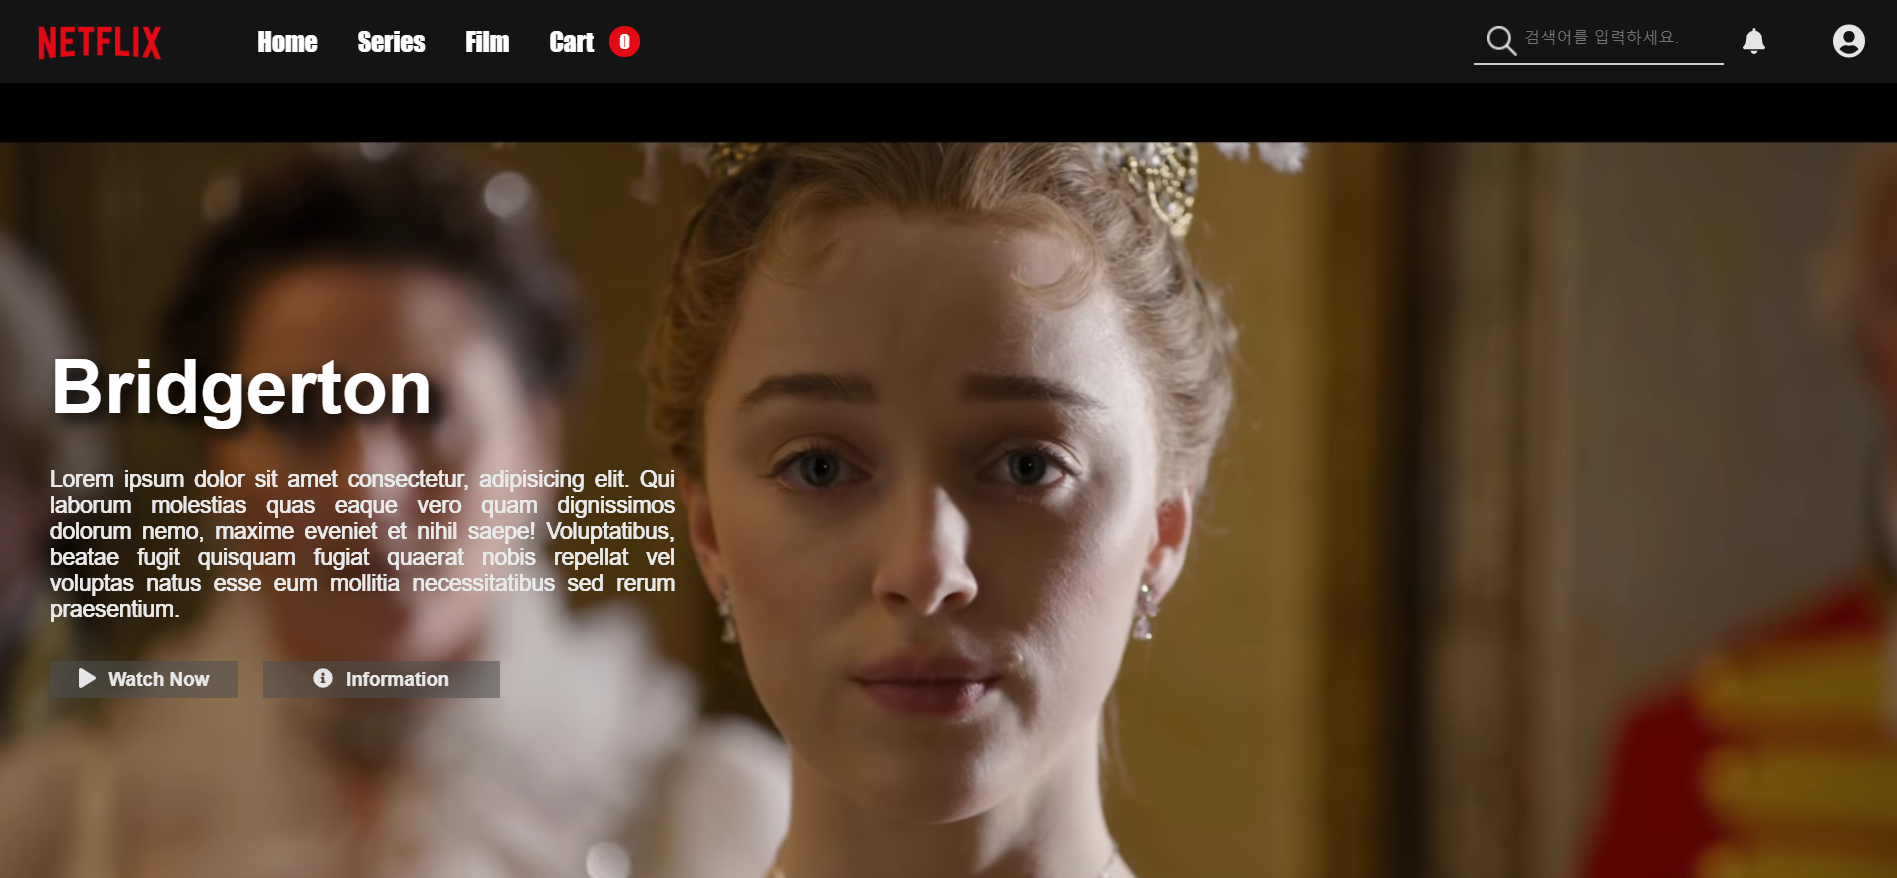 NETFLIX Home Series Film Cart 0 검색어를 입력하세요.
Bridgerton
Lorem ipsum dolor sit amet consectetur, adipisicing elit. Qui
laborum molestias quas eaque vero quam dignissimos
dolorum nemo, maxime eveniet et nihil saepe! Voluptatibus,
beatae fugit quisquam fugiat quaerat nobis repellat vel
voluptas natus esse eum mollitia necessitatibus sed rerum
praesentium.
Watch Now Information